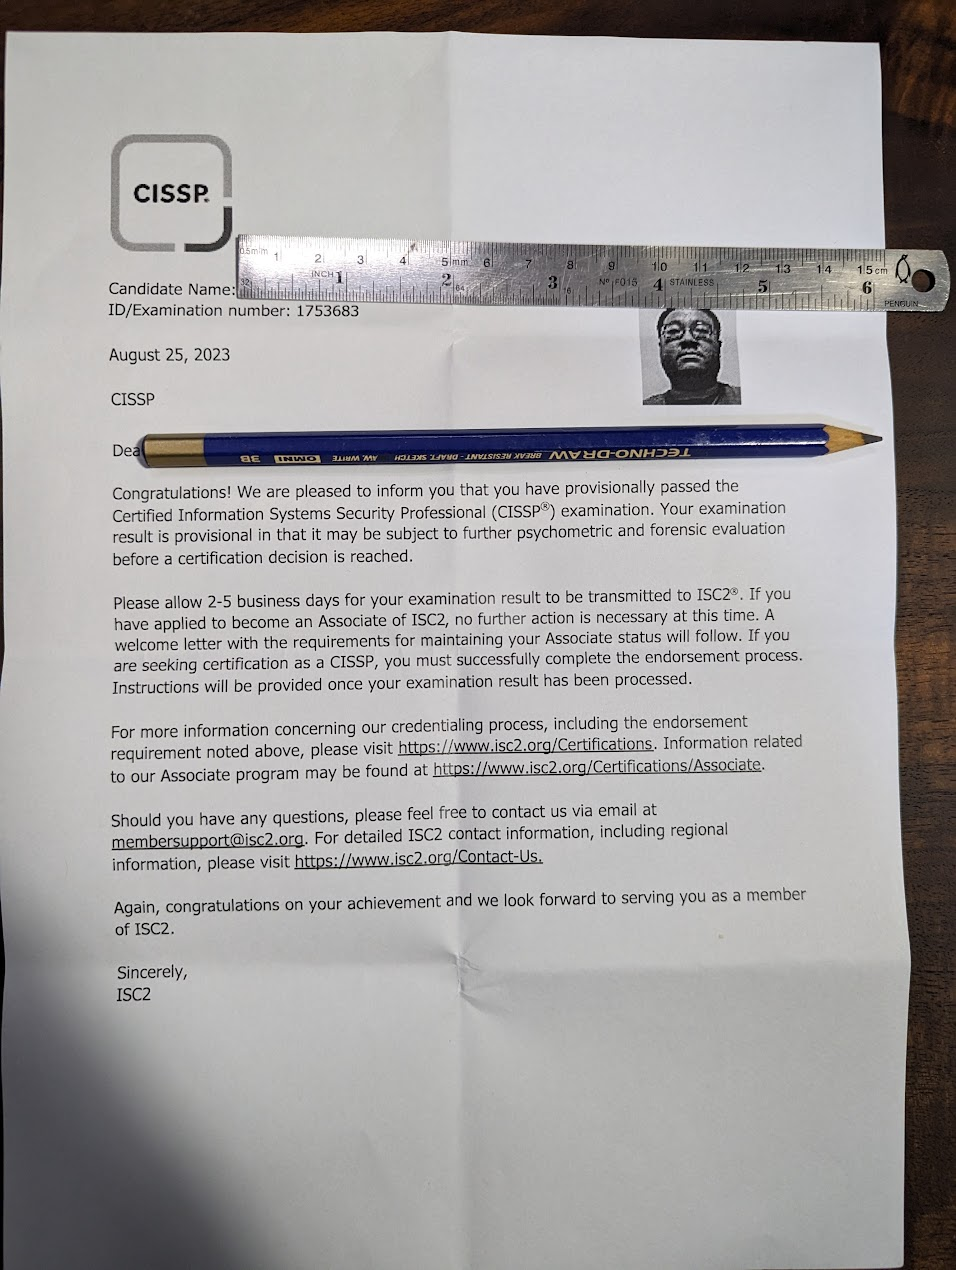 CISSP®
0.5mm 1 2 3 4 5 mm 6 7 8 9 10 11 12 13 14 15cm
32 INCH 1 2 64 3 16 Nº F015 4 STAINLESS 5 6
PENGUIN
Candidate Name:
ID/Examination number: 1753683
August 25, 2023
CISSP
Dea
TECHNO-DRAW BREAK RESISTANT - DRAFT. SKETCH AW. WRITE OMNI 3B
Congratulations! We are pleased to inform you that you have provisionally passed the
Certified Information Systems Security Professional (CISSP®) examination. Your examination
result is provisional in that it may be subject to further psychometric and forensic evaluation
before a certification decision is reached.
Please allow 2-5 business days for your examination result to be transmitted to ISC2®. If you
have applied to become an Associate of ISC2, no further action is necessary at this time. A
welcome letter with the requirements for maintaining your Associate status will follow. If you
are seeking certification as a CISSP, you must successfully complete the endorsement process.
Instructions will be provided once your examination result has been processed.
For more information concerning our credentialing process, including the endorsement
requirement noted above, please visit https://www.isc2.org/Certifications. Information related
to our Associate program may be found at https://www.isc2.org/Certifications/Associate.
Should you have any questions, please feel free to contact us via email at
membersupport@isc2.org. For detailed ISC2 contact information, including regional
information, please visit https://www.isc2.org/Contact-Us.
Again, congratulations on your achievement and we look forward to serving you as a member
of ISC2.
Sincerely,
ISC2